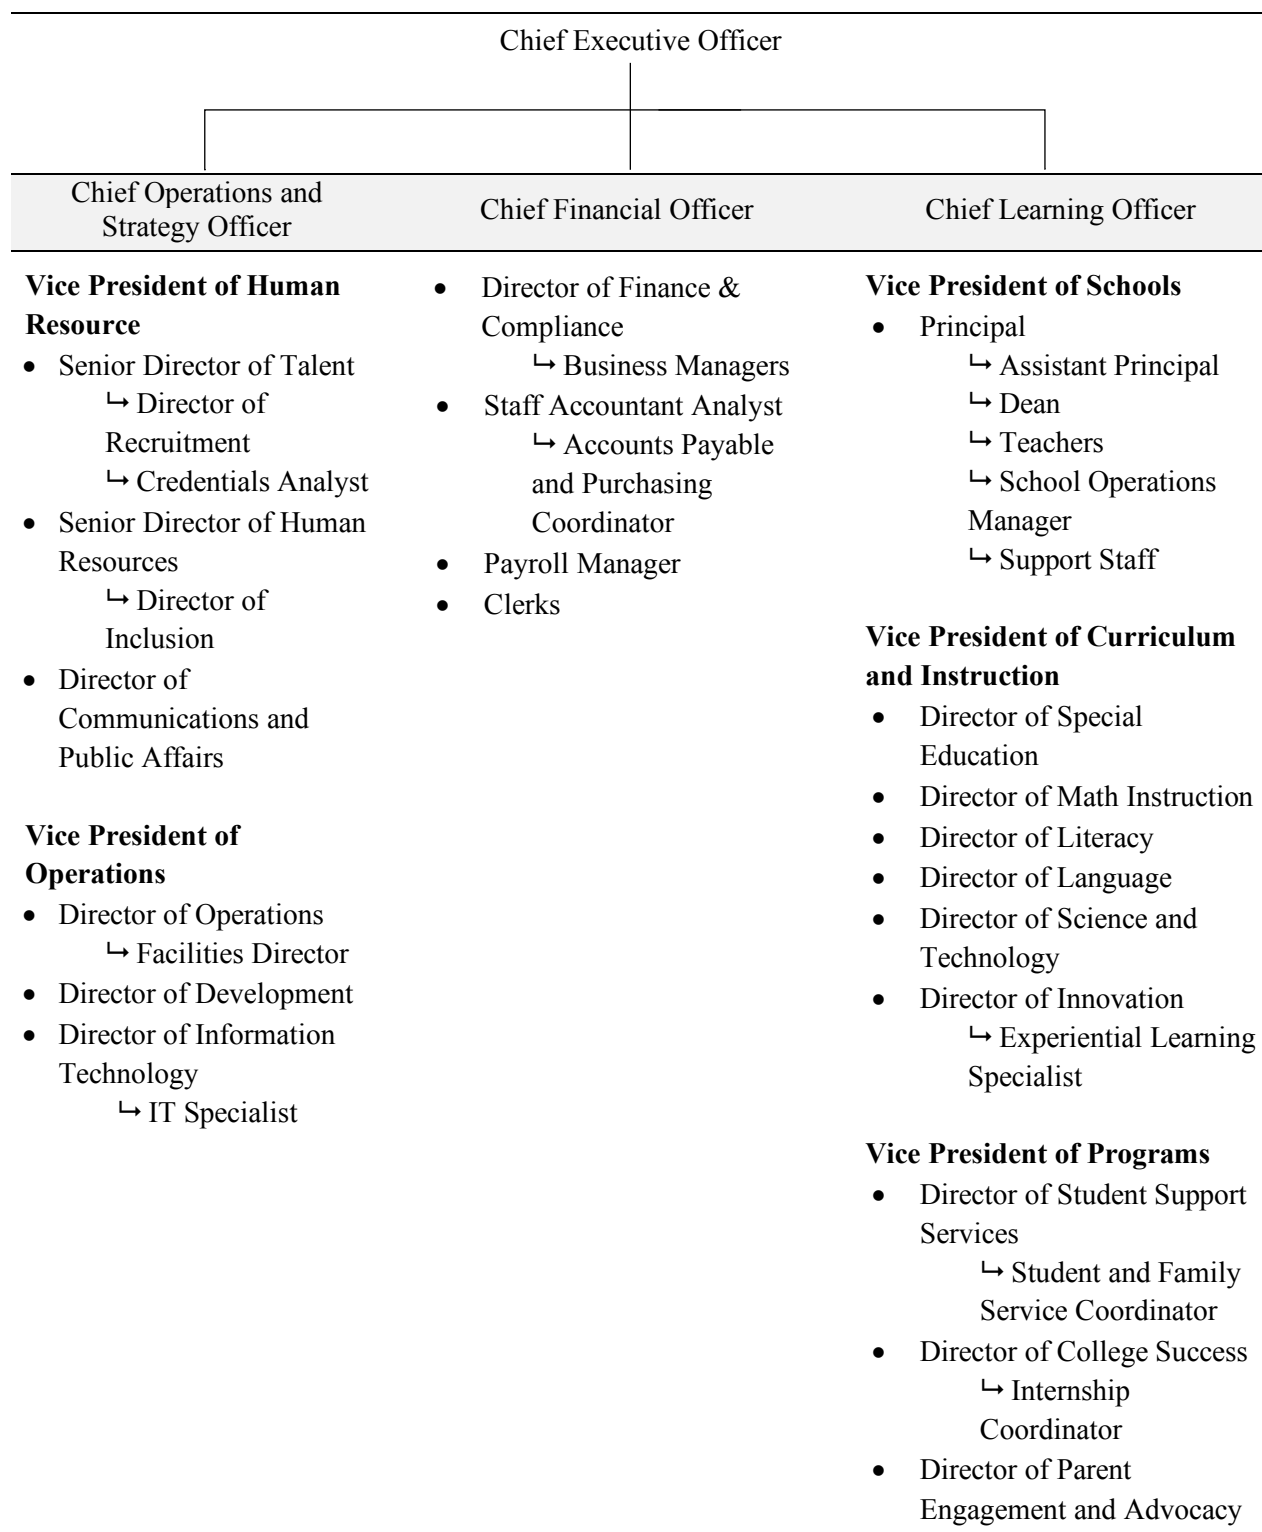 Chief Executive Officer
Chief Operations and
Strategy Officer
Chief Financial Officer
Chief Learning Officer
Vice President of Human
Resource
• Senior Director of Talent
↳ Director of
Recruitment
↳ Credentials Analyst
• Senior Director of Human
Resources
↳ Director of
Inclusion
• Director of
Communications and
Public Affairs
Vice President of
Operations
• Director of Operations
↳ Facilities Director
• Director of Development
• Director of Information
Technology
↳ IT Specialist
• Director of Finance &
Compliance
↳ Business Managers
• Staff Accountant Analyst
↳ Accounts Payable
and Purchasing
Coordinator
• Payroll Manager
• Clerks
Vice President of Schools
• Principal
↳ Assistant Principal
↳ Dean
↳ Teachers
↳ School Operations
Manager
↳ Support Staff
Vice President of Curriculum
and Instruction
• Director of Special
Education
• Director of Math Instruction
• Director of Literacy
• Director of Language
• Director of Science and
Technology
• Director of Innovation
↳ Experiential Learning
Specialist
Vice President of Programs
• Director of Student Support
Services
↳ Student and Family
Service Coordinator
• Director of College Success
↳ Internship
Coordinator
• Director of Parent
Engagement and Advocacy